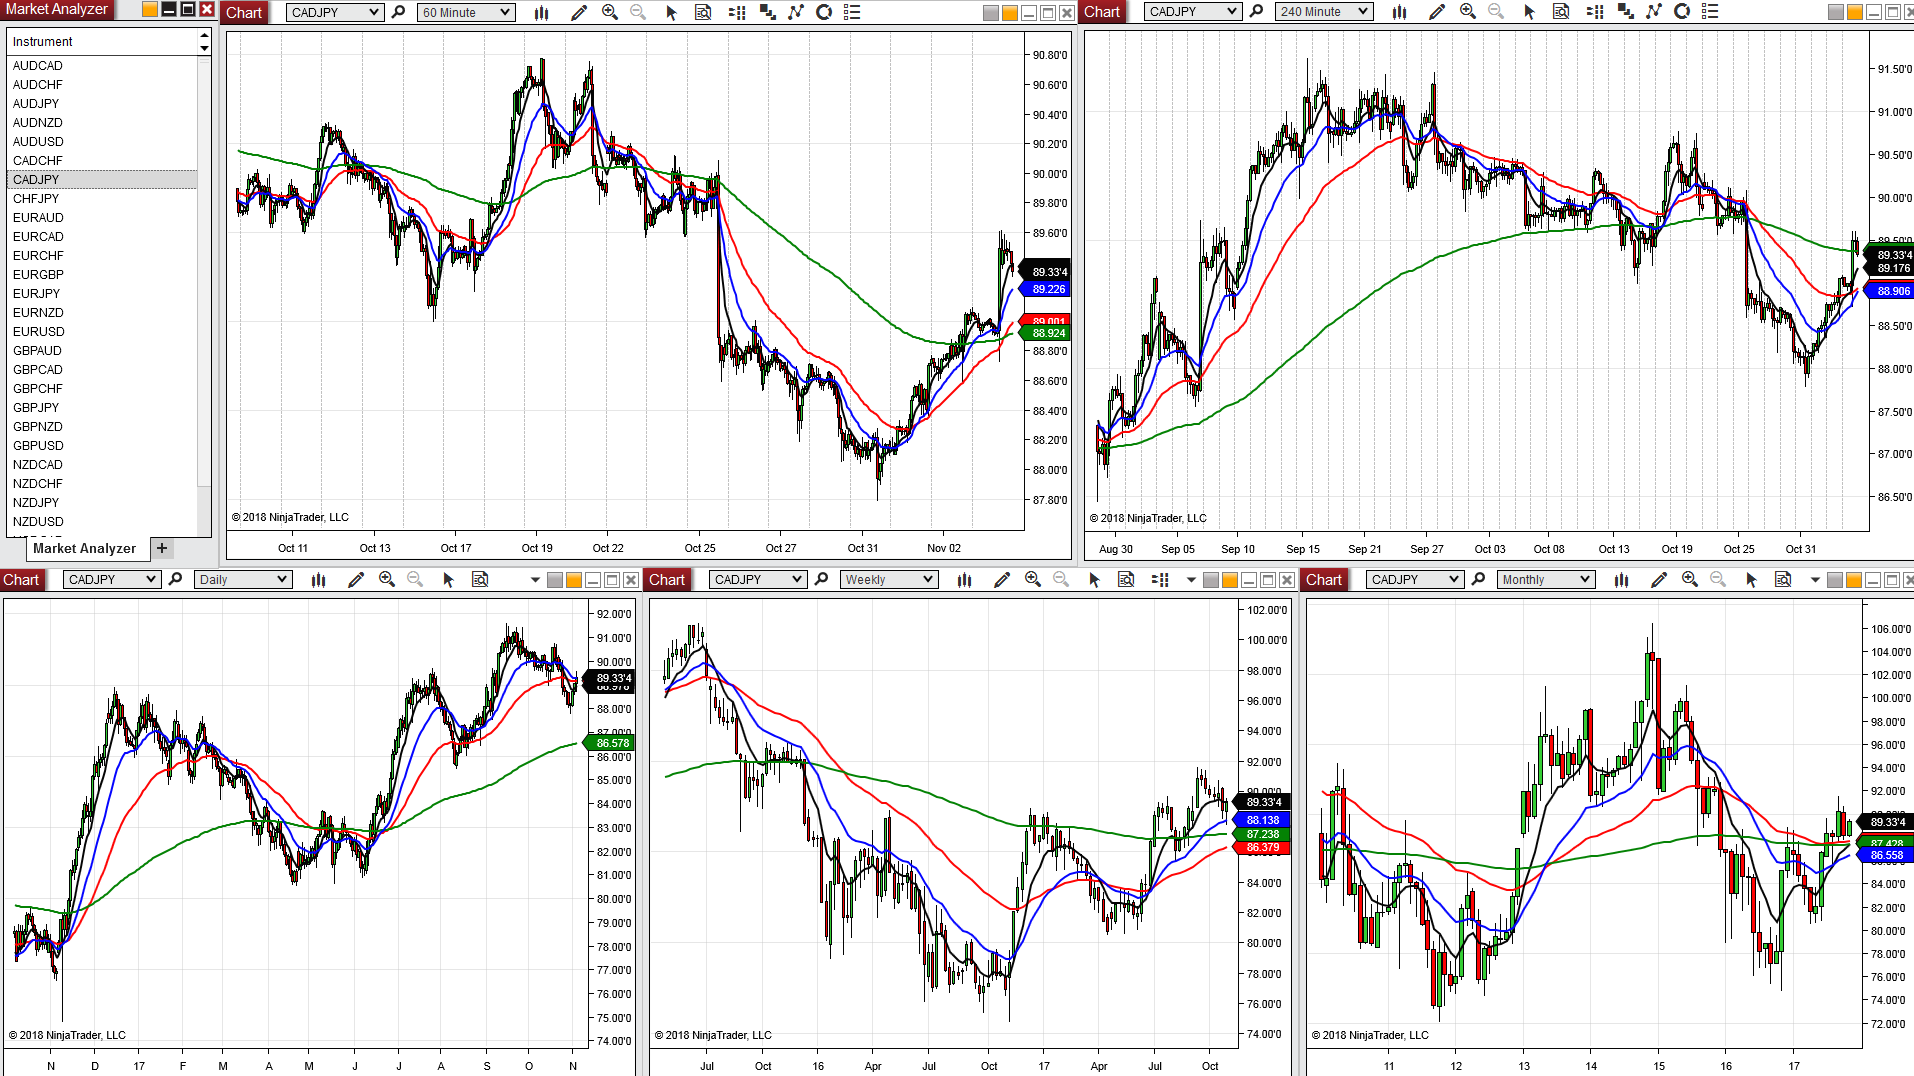 Market Analyzer
Instrument
AUDCAD
AUDCHF
AUDJPY
AUDNZD
AUDUSD
CADCHF
CADJPY
CHFJPY
EURAUD
EURCAD
EURCHF
EURGBP
EURJPY
EURNZD
EURUSD
GBPAUD
GBPCAD
GBPCHF
GBPJPY
GBPNZD
GBPUSD
NZDCAD
NZDCHF
NZDJPY
NZDUSD
Market Analyzer +
Chart CADJPY 60 Minute
90.80'0
90.60'0
90.40'0
90.20'0
90.00'0
89.80'0
89.60'0
89.33'4
89.226
89.001
88.924
88.80'0
88.60'0
88.40'0
88.20'0
88.00'0
87.80'0
© 2018 NinjaTrader, LLC
Oct 11 Oct 13 Oct 17 Oct 19 Oct 22 Oct 25 Oct 27 Oct 31 Nov 02
Chart CADJPY 240 Minute
91.50'0
91.00'0
90.50'0
90.00'0
89.50'0
89.33'4
89.176
88.906
88.50'0
88.00'0
87.50'0
87.00'0
86.50'0
© 2018 NinjaTrader, LLC
Aug 30 Sep 05 Sep 10 Sep 15 Sep 21 Sep 27 Oct 03 Oct 08 Oct 13 Oct 19 Oct 25 Oct 31
Chart CADJPY Daily
92.00'0
91.00'0
90.00'0
89.33'4
88.978
88.00'0
87.00'0
86.578
85.00'0
84.00'0
83.00'0
82.00'0
81.00'0
80.00'0
79.00'0
78.00'0
77.00'0
76.00'0
75.00'0
74.00'0
© 2018 NinjaTrader, LLC
N D 17 F M A M J J A S O N
Chart CADJPY Weekly
102.00'0
100.00'0
98.00'0
96.00'0
94.00'0
92.00'0
90.00'0
89.33'4
88.138
87.238
86.379
84.00'0
82.00'0
80.00'0
78.00'0
76.00'0
74.00'0
© 2018 NinjaTrader, LLC
Jul Oct 16 Apr Jul Oct 17 Apr Jul Oct
Chart CADJPY Monthly
106.00'0
104.00'0
102.00'0
100.00'0
98.00'0
96.00'0
94.00'0
92.00'0
89.33'4
87.428
86.558
84.00'0
82.00'0
80.00'0
78.00'0
76.00'0
74.00'0
72.00'0
© 2018 NinjaTrader, LLC
11 12 13 14 15 16 17